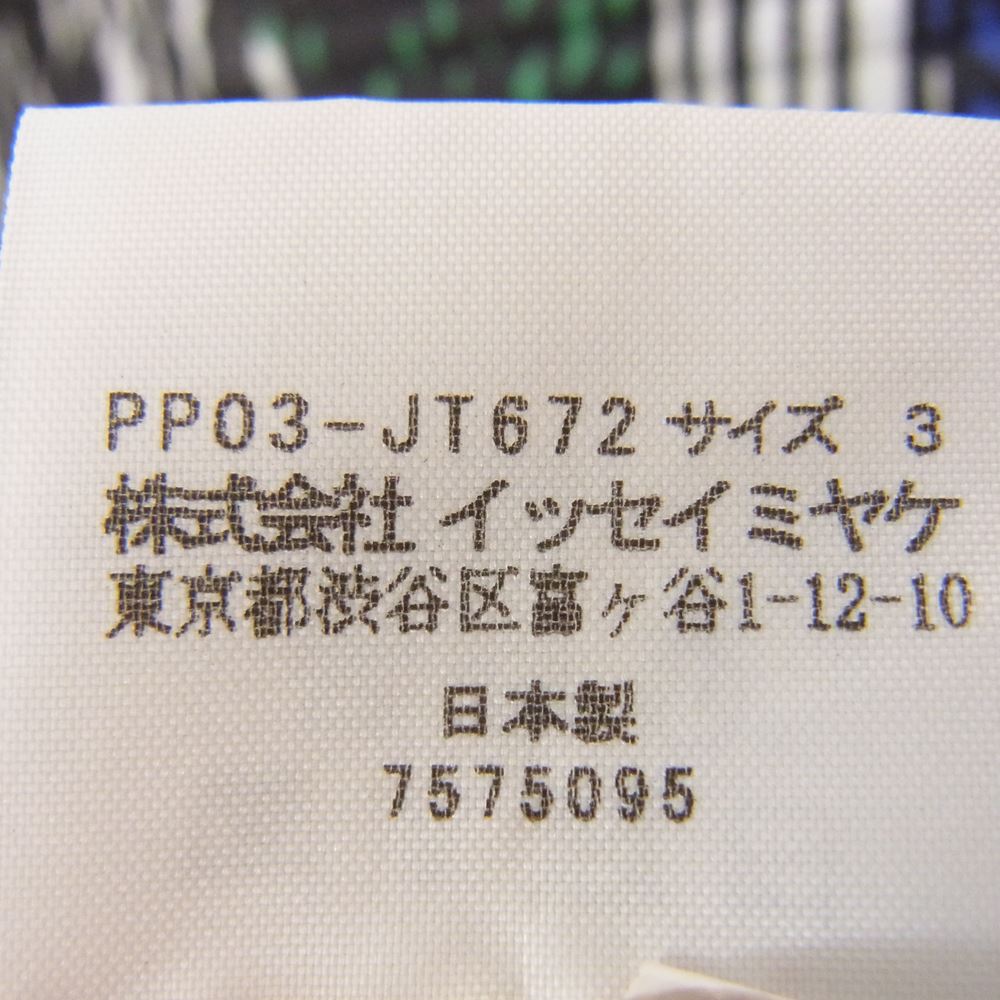 PP03-JT672 サイズ 3
株式会社 イッセイミヤケ
東京都渋谷区富ヶ谷1-12-10
日本製
7575095